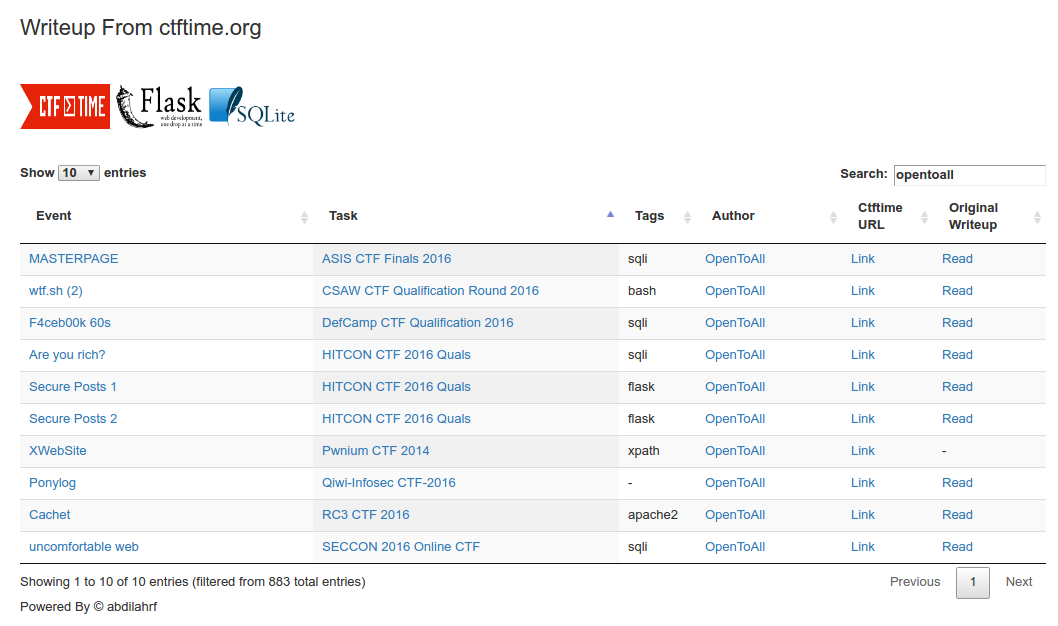 Writeup From ctftime.org
CTF TIME Flask web development, one drop at a time SQLite
Show 10 entries Search: opentoall
Event Task Tags Author Ctftime URL Original Writeup
MASTERPAGE ASIS CTF Finals 2016 sqli OpenToAll Link Read
wtf.sh (2) CSAW CTF Qualification Round 2016 bash OpenToAll Link Read
F4ceb00k 60s DefCamp CTF Qualification 2016 sqli OpenToAll Link Read
Are you rich? HITCON CTF 2016 Quals sqli OpenToAll Link Read
Secure Posts 1 HITCON CTF 2016 Quals flask OpenToAll Link Read
Secure Posts 2 HITCON CTF 2016 Quals flask OpenToAll Link Read
XWebSite Pwnium CTF 2014 xpath OpenToAll Link -
Ponylog Qiwi-Infosec CTF-2016 - OpenToAll Link Read
Cachet RC3 CTF 2016 apache2 OpenToAll Link Read
uncomfortable web SECCON 2016 Online CTF sqli OpenToAll Link Read
Showing 1 to 10 of 10 entries (filtered from 883 total entries) Previous 1 Next
Powered By © abdilahrf